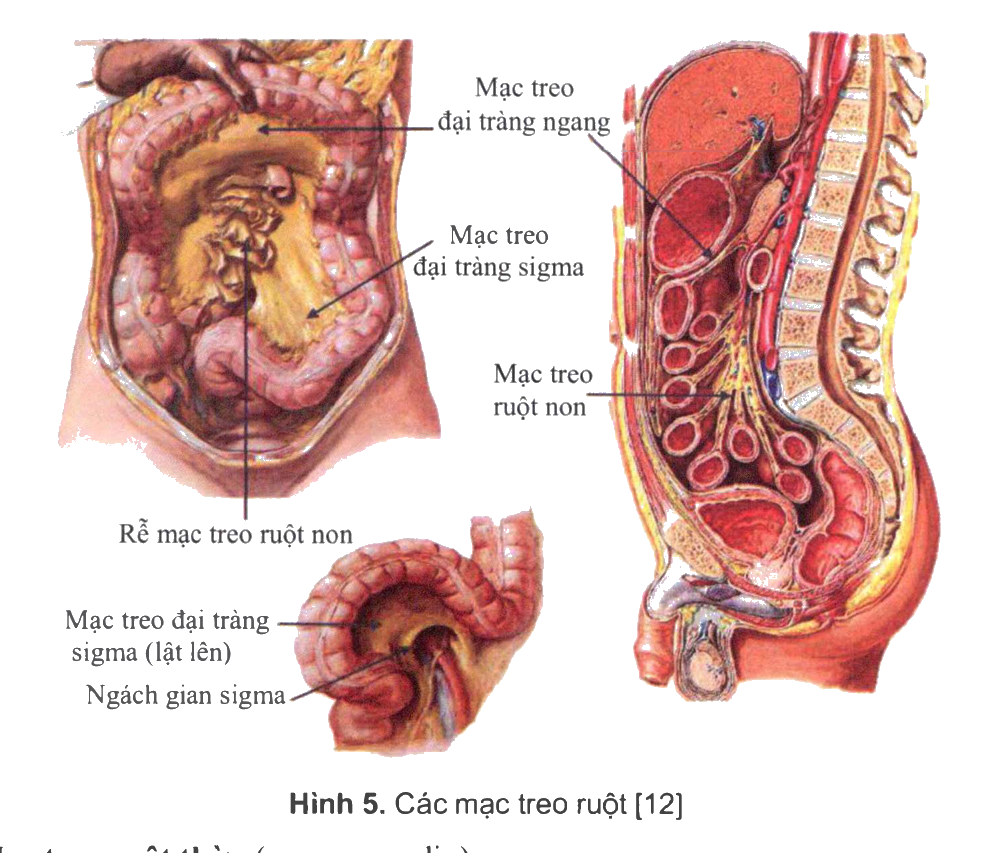 Mạc treo
đại tràng ngang
Mạc treo
đại tràng sigma
Mạc treo
ruột non
Rễ mạc treo ruột non
Mạc treo đại tràng
sigma (lật lên)
Ngách gian sigma
Hình 5. Các mạc treo ruột [12]